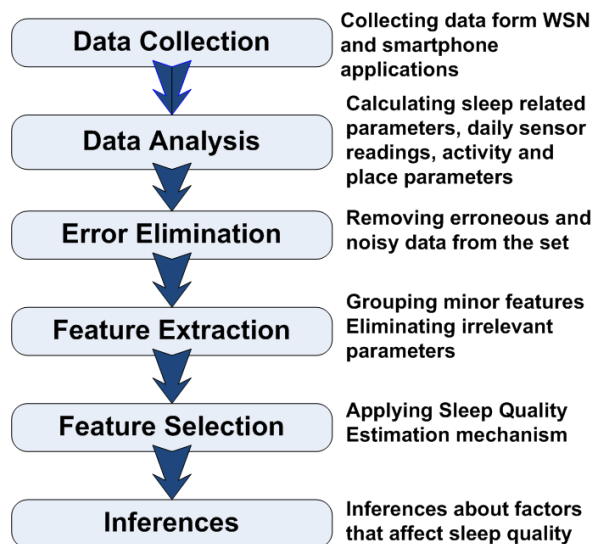 Data Collection
Collecting data form WSN
and smartphone
applications
Data Analysis
Calculating sleep related
parameters, daily sensor
readings, activity and
place parameters
Error Elimination
Removing erroneous and
noisy data from the set
Feature Extraction
Grouping minor features
Eliminating irrelevant
parameters
Feature Selection
Applying Sleep Quality
Estimation mechanism
Inferences
Inferences about factors
that affect sleep quality